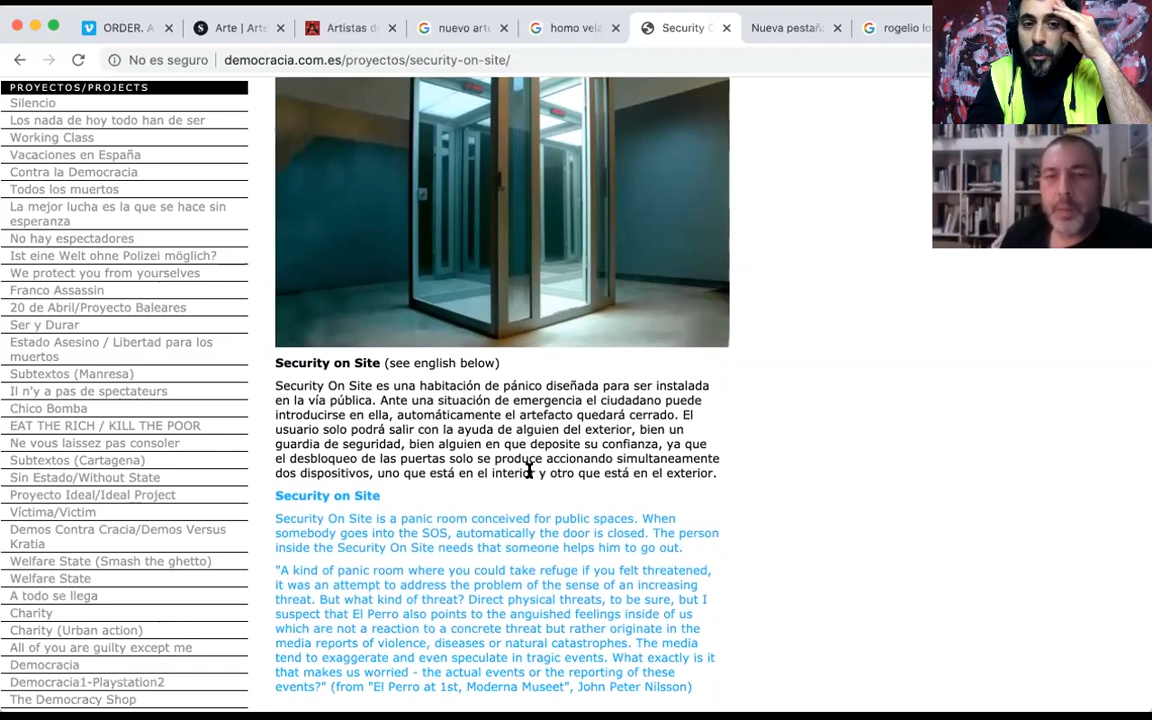 ORDER. A
Arte | Art
Artistas d
nuevo art
homo vela
Security
Nueva pestañ
rogelio lo
No es seguro
democracia.com.es/proyectos/security-on-site/
PROYECTOS/PROJECTS
Silencio
Los nada de hoy todo han de ser
Working Class
Vacaciones en España
Contra la Democracia
Todos los muertos
La mejor lucha es la que se hace sin
esperanza
No hay espectadores
Ist eine Welt ohne Polizei möglich?
We protect you from yourselves
Franco Assassin
20 de Abril/Proyecto Baleares
Ser y Durar
Estado Asesino / Libertad para los
muertos
Subtextos (Manresa)
Il n'y a pas de spectateurs
Chico Bomba
EAT THE RICH / KILL THE POOR
Ne vous laissez pas consoler
Subtextos (Cartagena)
Sin Estado/Without State
Proyecto Ideal/Ideal Project
Víctima/Victim
Demos Contra Cracia/Demos Versus
Kratia
Welfare State (Smash the ghetto)
Welfare State
A todo se llega
Charity
Charity (Urban action)
All of you are guilty except me
Democracia
Democracia1-Playstation2
The Democracy Shop
Security on Site (see english below)
Security On Site es una habitación de pánico diseñada para ser instalada
en la vía pública. Ante una situación de emergencia el ciudadano puede
introducirse en ella, automáticamente el artefacto quedará cerrado. El
usuario solo podrá salir con la ayuda de alguien del exterior, bien un
guardia de seguridad, bien alguien en que deposite su confianza, ya que
el desbloqueo de las puertas solo se produce accionando simultaneamente
dos dispositivos, uno que está en el interior y otro que está en el exterior.
Security on Site
Security On Site is a panic room conceived for public spaces. When
somebody goes into the SOS, automatically the door is closed. The person
inside the Security On Site needs that someone helps him to go out.
"A kind of panic room where you could take refuge if you felt threatened,
it was an attempt to address the problem of the sense of an increasing
threat. But what kind of threat? Direct physical threats, to be sure, but I
suspect that El Perro also points to the anguished feelings inside of us
which are not a reaction to a concrete threat but rather originate in the
media reports of violence, diseases or natural catastrophes. The media
tend to exaggerate and even speculate in tragic events. What exactly is it
that makes us worried - the actual events or the reporting of these
events?" (from "El Perro at 1st, Moderna Museet", John Peter Nilsson)